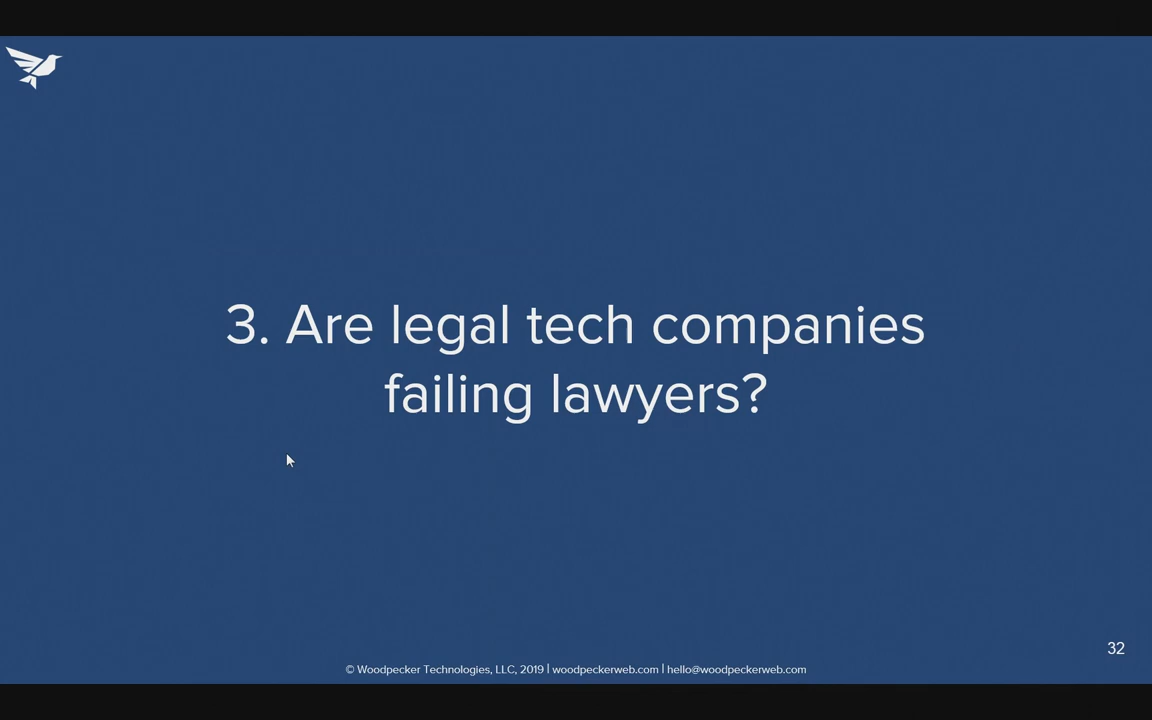 3. Are legal tech companies
failing lawyers?
32
© Woodpecker Technologies, LLC, 2019 | woodpeckerweb.com | hello@woodpeckerweb.com